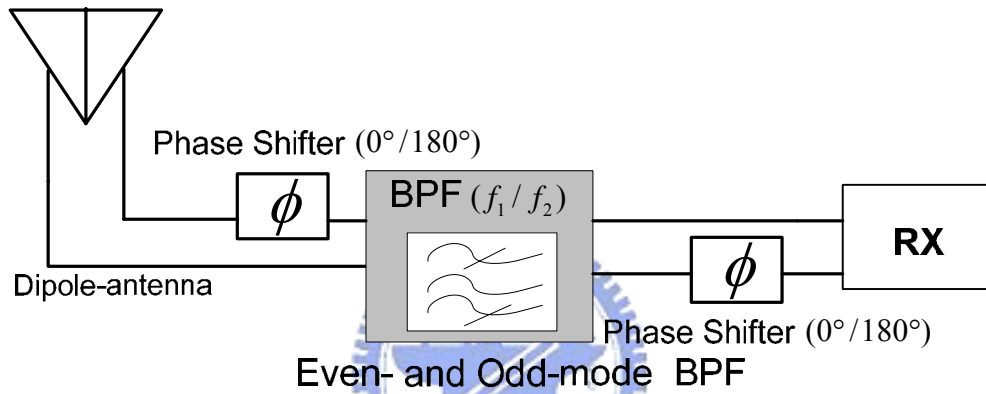 Phase Shifter (0°/180°)
BPF (f₁ / f₂)
ϕ
RX
ϕ
Dipole-antenna
Phase Shifter (0°/180°)
Even- and Odd-mode BPF